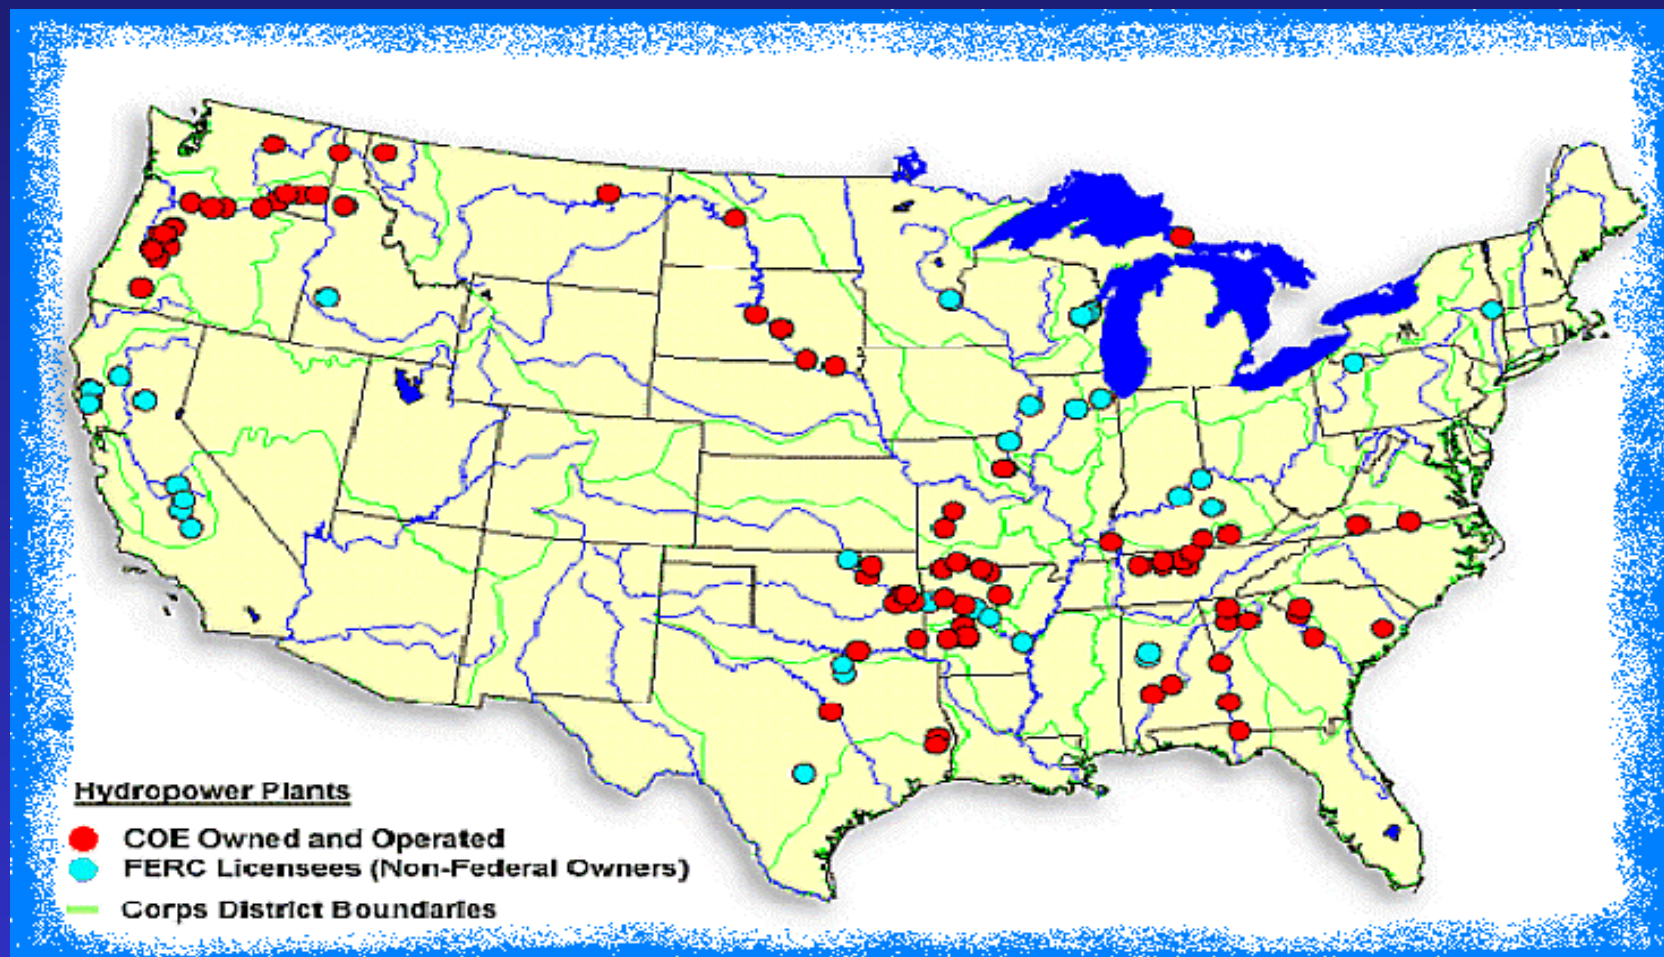 Hydropower Plants
COE Owned and Operated
FERC Licensees (Non-Federal Owners)
Corps District Boundaries